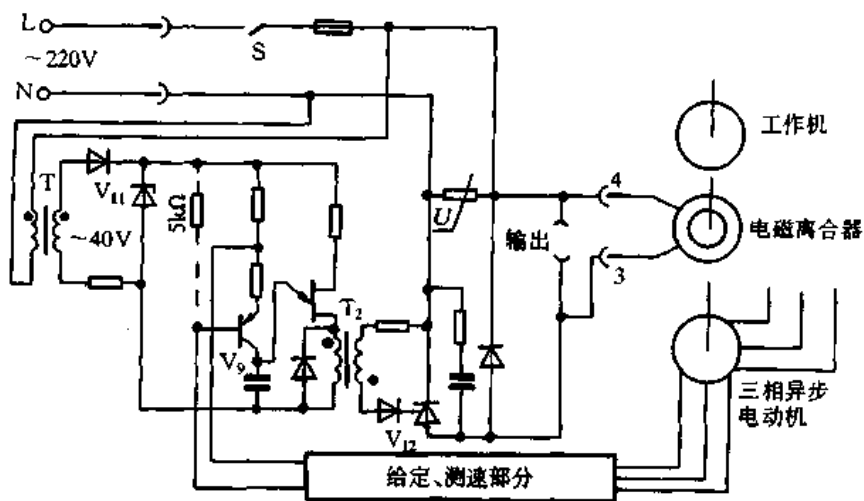 L
~220V
S
N
T
V11
5kΩ
~40V
U
4
输出
3
工作机
电磁离合器
T2
V9
V12
三相异步
电动机
给定、测速部分